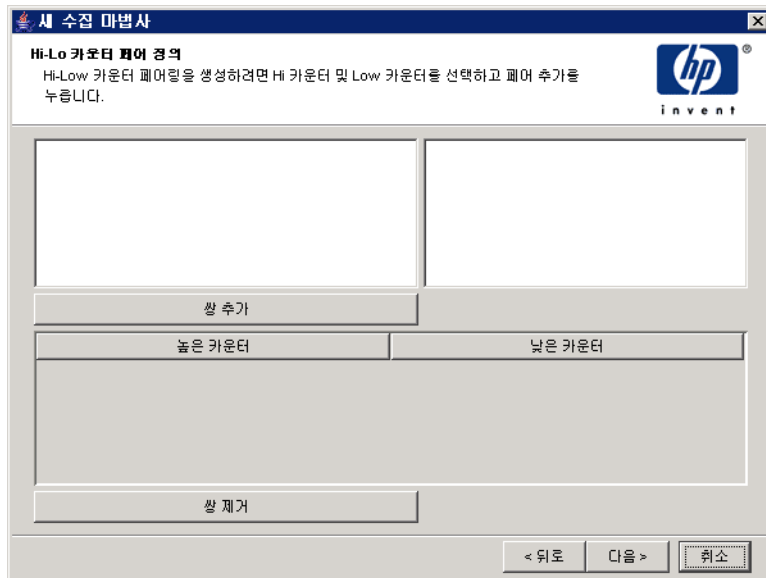 새 수집 마법사
Hi-Lo 카운터 페어 정의
Hi-Low 카운터 페어링을 생성하려면 Hi 카운터 및 Low 카운터를 선택하고 페어 추가를
누릅니다.
hp
®
invent
쌍 추가
높은 카운터
낮은 카운터
쌍 제거
< 뒤로
다음 >
취소